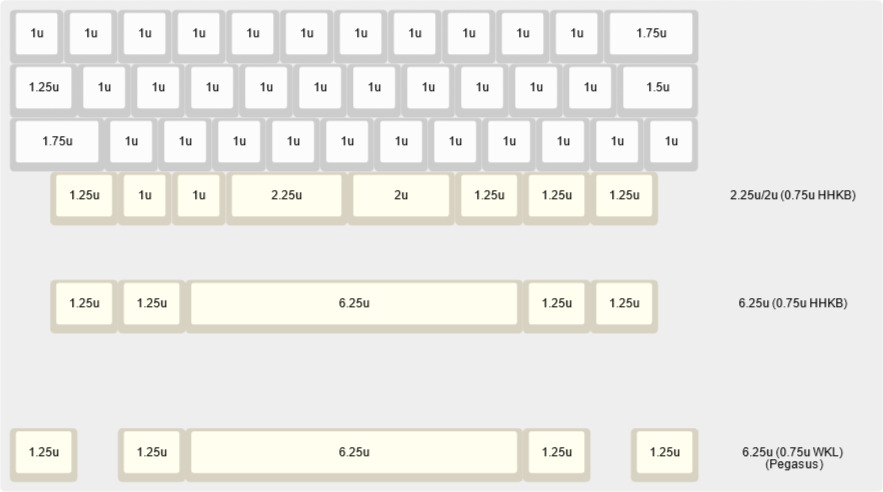 1u 1u 1u 1u 1u 1u 1u 1u 1u 1u 1u 1.75u
1.25u 1u 1u 1u 1u 1u 1u 1u 1u 1u 1u 1.5u
1.75u 1u 1u 1u 1u 1u 1u 1u 1u 1u 1u 1u
1.25u 1u 1u 2.25u 2u 1.25u 1.25u 1.25u 2.25u/2u (0.75u HHKB)
1.25u 1.25u 6.25u 1.25u 1.25u 6.25u (0.75u HHKB)
1.25u 1.25u 6.25u 1.25u 1.25u 6.25u (0.75u WKL)
(Pegasus)